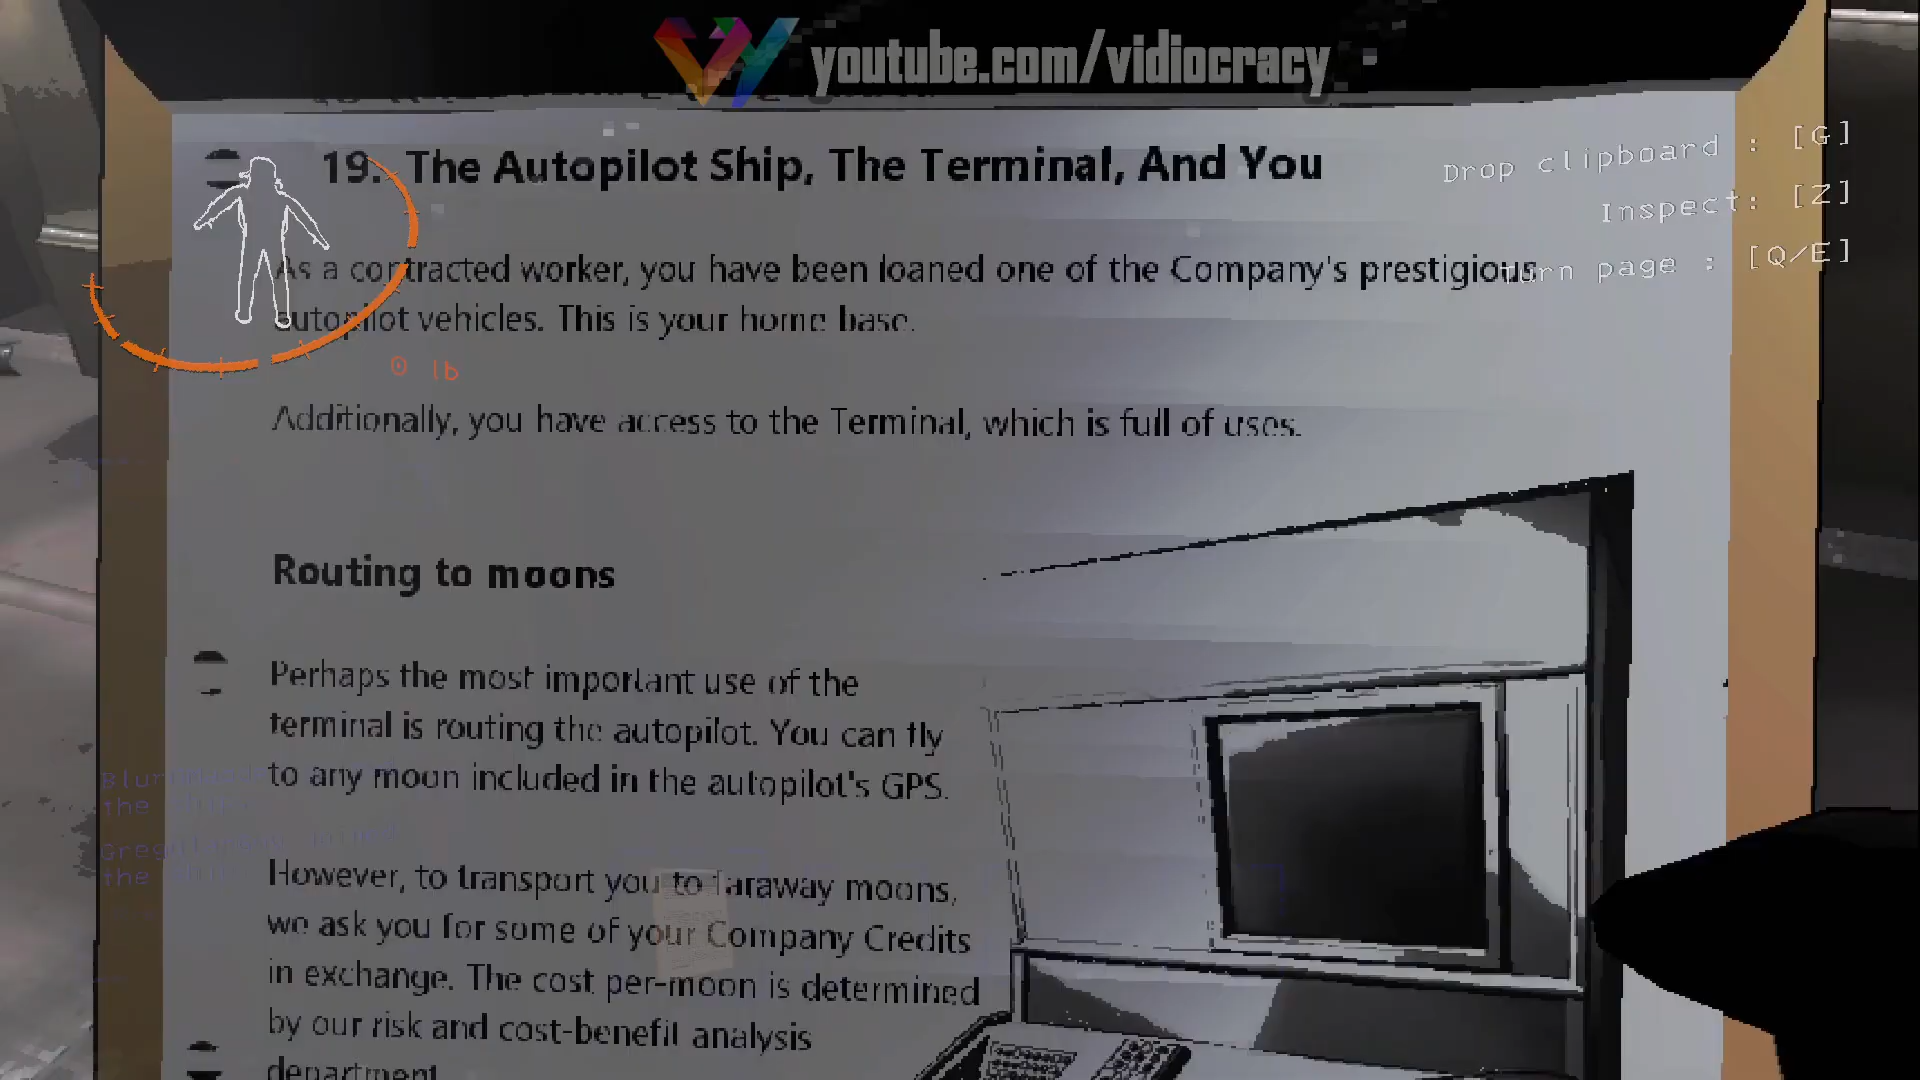 youtube.com/vidiocracy
19. The Autopilot Ship, The Terminal, And You
Drop clipboard : [G]
Inspect: [Z]
Turn page : [Q/E]
As a contracted worker, you have been loaned one of the Company's prestigious
autopilot vehicles. This is your home base.
0 lb
Additionally, you have access to the Terminal, which is full of uses.
Routing to moons
Perhaps the most important use of the
terminal is routing the autopilot. You can fly
to any moon included in the autopilot's GPS.
However, to transport you to faraway moons,
we ask you for some of your Company Credits
in exchange. The cost per-moon is determined
by our risk and cost-benefit analysis
department.